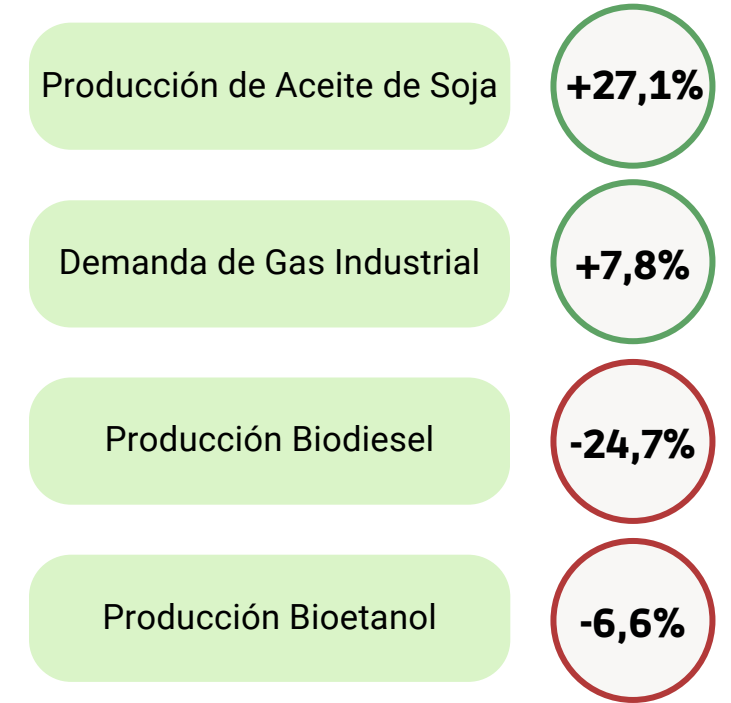 Producción de Aceite de Soja +27,1%
Demanda de Gas Industrial +7,8%
Producción Biodiesel -24,7%
Producción Bioetanol -6,6%